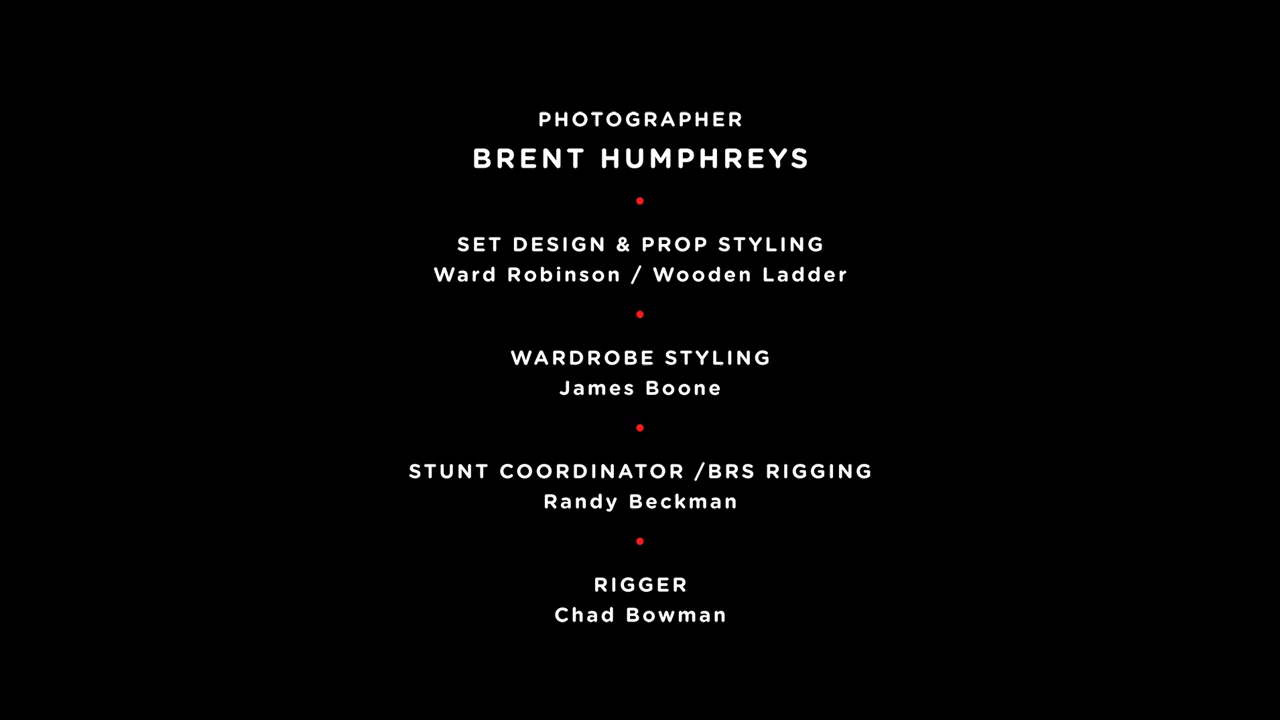 PHOTOGRAPHER
BRENT HUMPHREYS
SET DESIGN & PROP STYLING
Ward Robinson / Wooden Ladder
WARDROBE STYLING
James Boone
STUNT COORDINATOR /BRS RIGGING
Randy Beckman
RIGGER
Chad Bowman